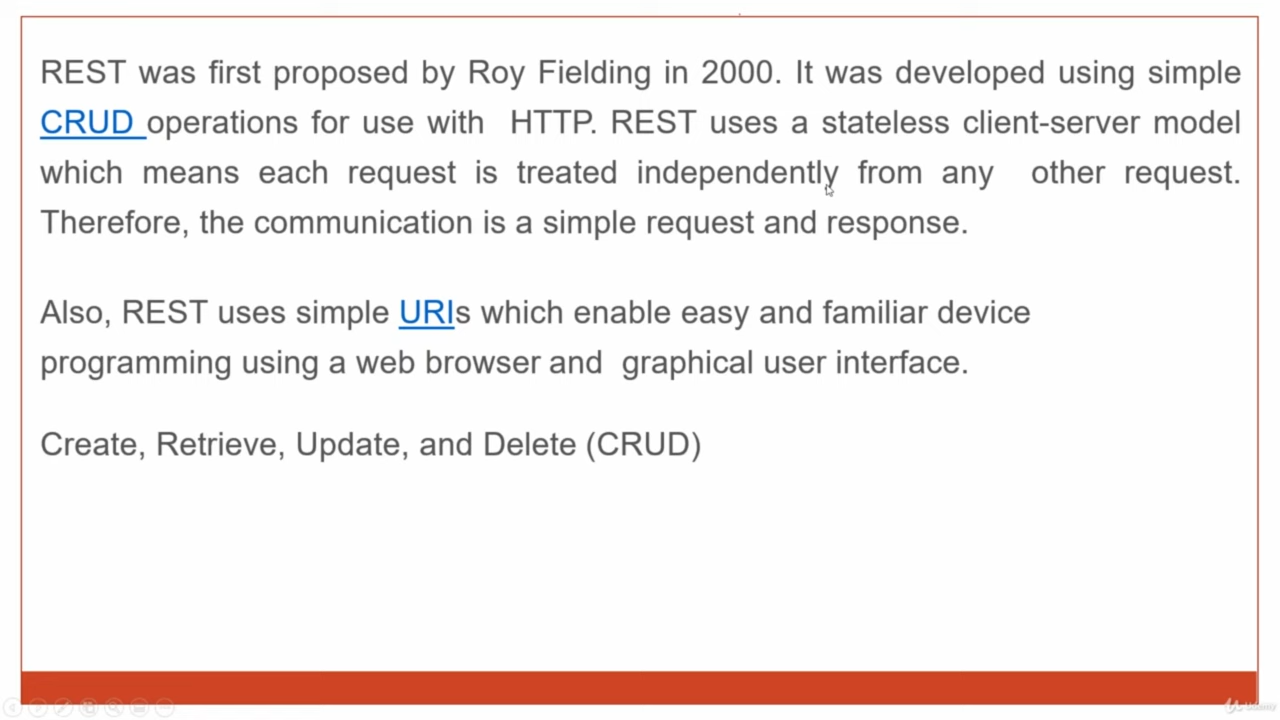 REST was first proposed by Roy Fielding in 2000. It was developed using simple
CRUD operations for use with HTTP. REST uses a stateless client-server model
which means each request is treated independently from any other request.
Therefore, the communication is a simple request and response.
Also, REST uses simple URIs which enable easy and familiar device
programming using a web browser and graphical user interface.
Create, Retrieve, Update, and Delete (CRUD)
Udemy